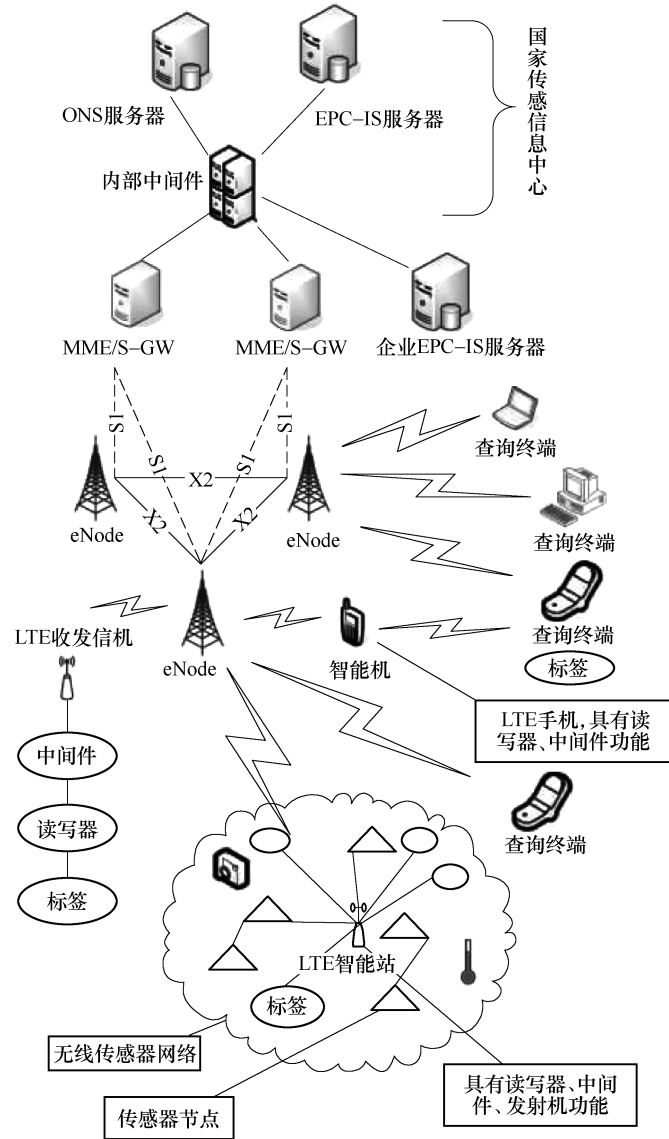 ONS服务器
EPC-IS服务器
国家传感信息中心
内部中间件
MME/S-GW
MME/S-GW
企业EPC-IS服务器
S1
S1
S1
S1
X2
X2
X2
eNode
eNode
查询终端
查询终端
查询终端
标签
LTE收发信机
eNode
智能机
LTE手机,具有读
写器、中间件功能
中间件
读写器
标签
查询终端
LTE智能站
标签
无线传感器网络
传感器节点
具有读写器、中间
件、发射机功能